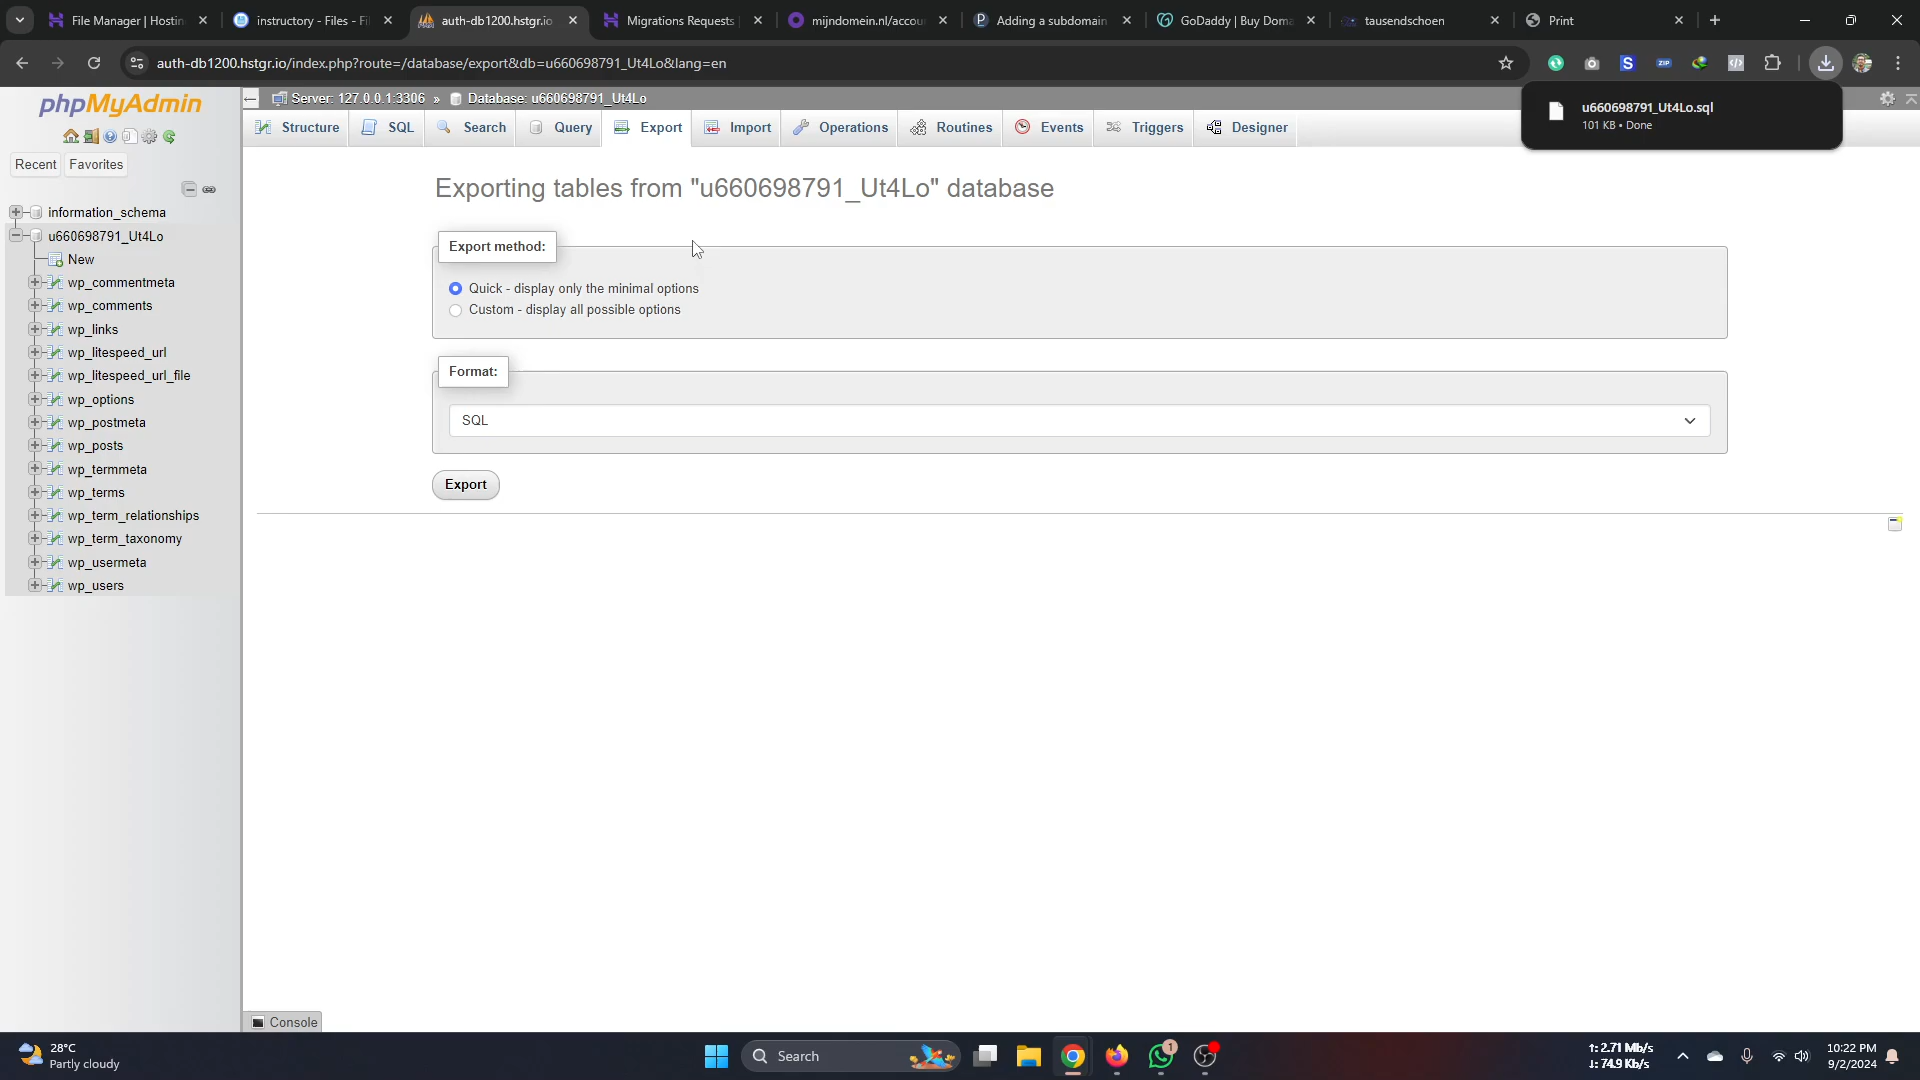 File Manager | Hostin
instructory - Files - Fi
auth-db1200.hstgr.io
Migrations Requests
mijndomein.nl/accou
Adding a subdomain
GoDaddy | Buy Doma
tausendschoen
Print
auth-db1200.hstgr.io/index.php?route=/database/export&db=u660698791_Ut4Lo&lang=en
S
ZIP
u660698791_Ut4Lo.sql
101 KB • Done
phpMyAdmin
Recent
Favorites
information_schema
u660698791_Ut4Lo
New
wp_commentmeta
wp_comments
wp_links
wp_litespeed_url
wp_litespeed_url_file
wp_options
wp_postmeta
wp_posts
wp_termmeta
wp_terms
wp_term_relationships
wp_term_taxonomy
wp_usermeta
wp_users
Server: 127.0.0.1:3306 » Database: u660698791_Ut4Lo
Structure
SQL
Search
Query
Export
Import
Operations
Routines
Events
Triggers
Designer
Exporting tables from "u660698791_Ut4Lo" database
Export method:
Quick - display only the minimal options
Custom - display all possible options
Format:
SQL
Export
Console
28°C
Partly cloudy
Search
1
↑: 2.71 Mb/s
↓: 74.9 Kb/s
10:22 PM
9/2/2024